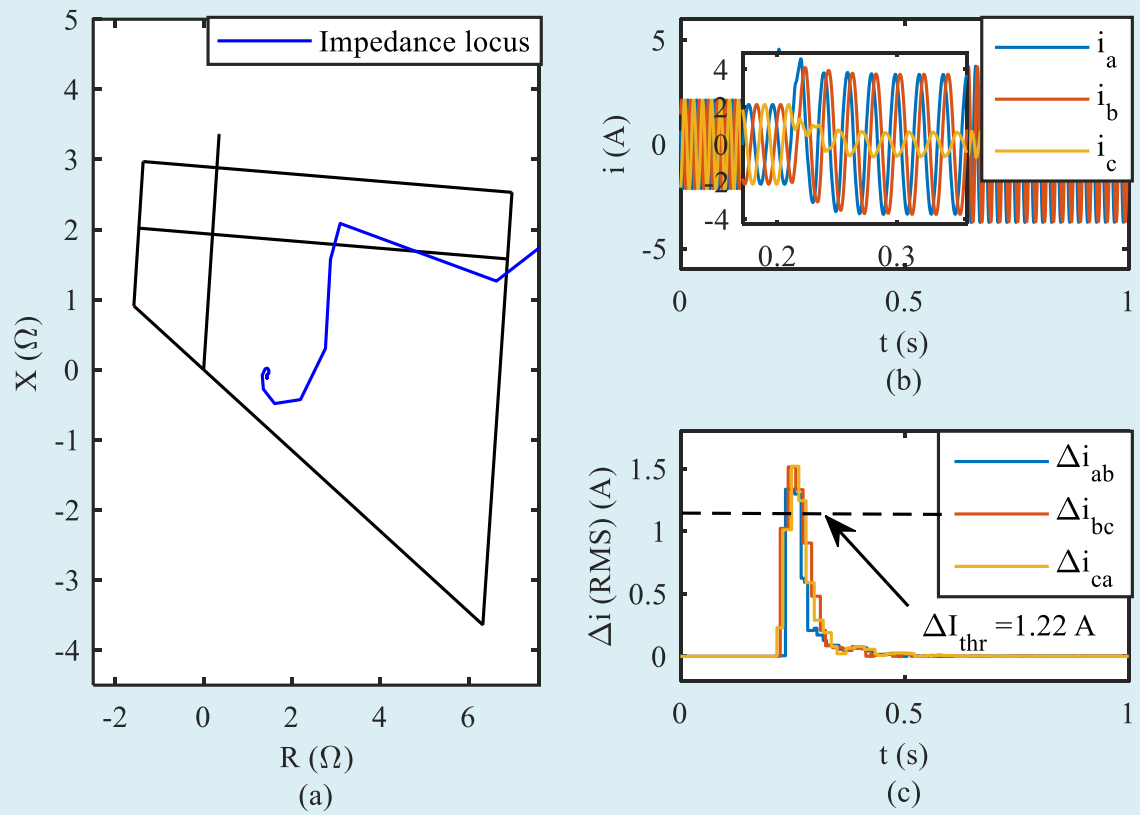 Impedance locus
5
4
3
2
1
0
-1
-2
-3
-4
X (Ω)
-2 0 2 4 6
R (Ω)
(a)
i_a
i_b
i_c
5
0
-5
i (A)
4
2
0
-2
-4
0.2 0.3
0 0.5 1
t (s)
(b)
Δi_ab
Δi_bc
Δi_ca
1.5
1
0.5
0
Δi (RMS) (A)
ΔI_thr =1.22 A
0 0.5 1
t (s)
(c)